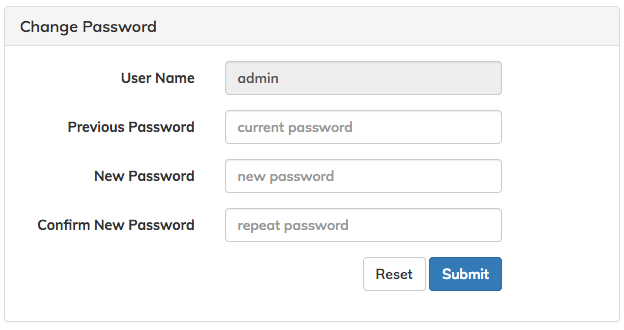 Change Password
User Name admin
Previous Password current password
New Password new password
Confirm New Password repeat password
Reset Submit